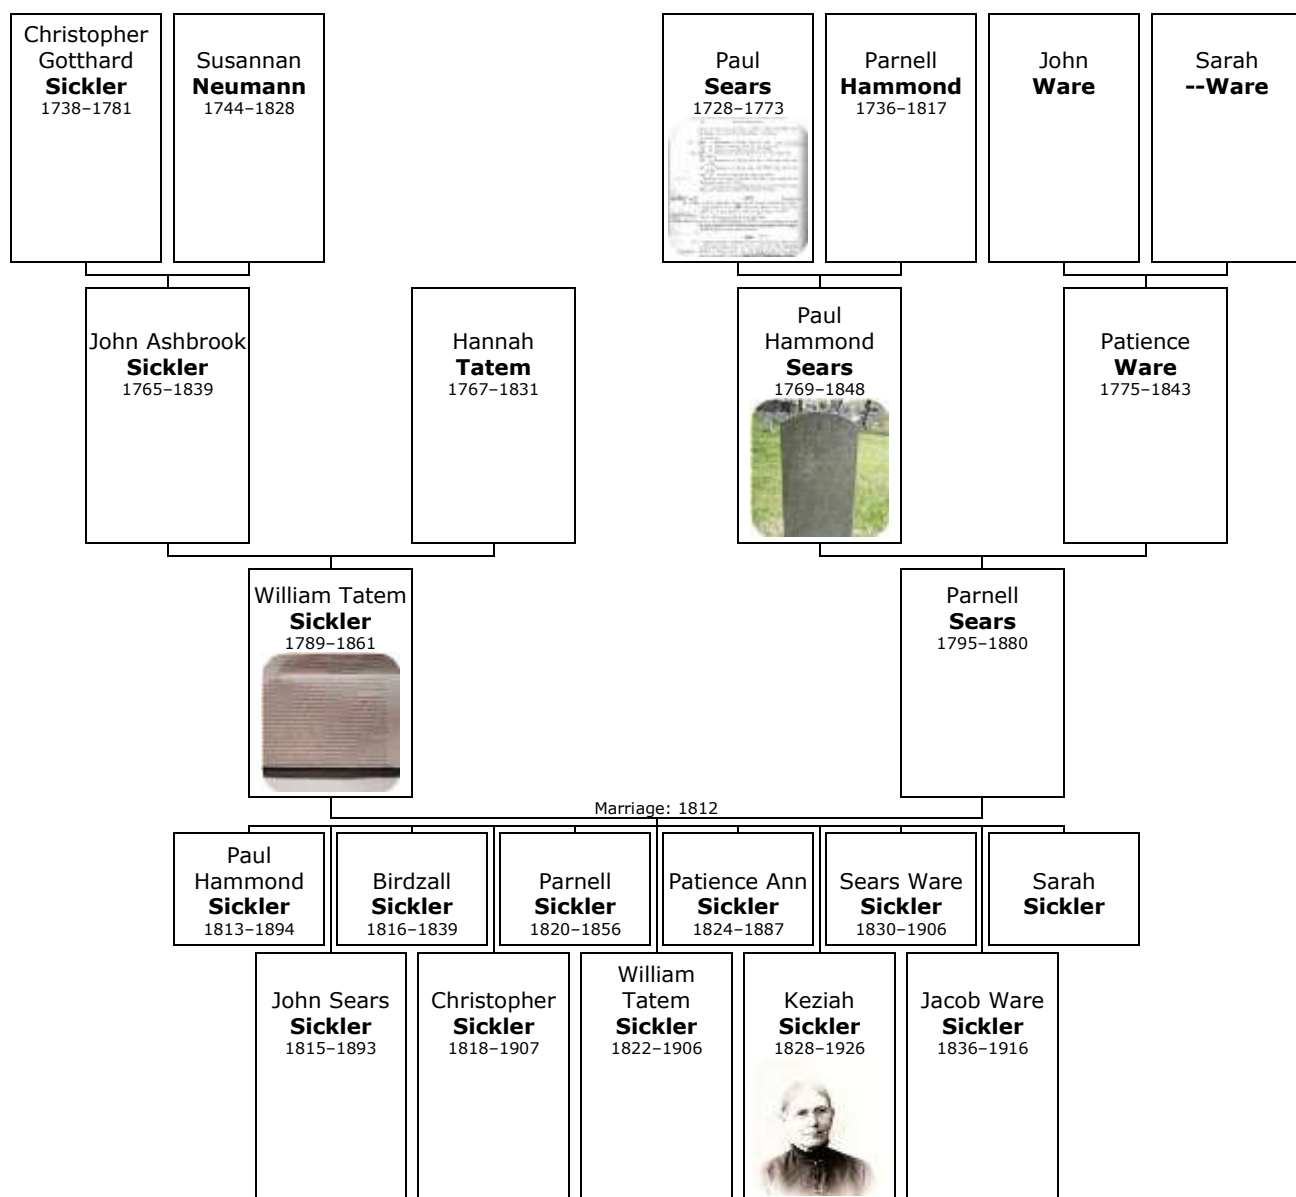 Christopher
Gotthard
Sickler
1738–1781
Susannan
Neumann
1744–1828
Paul
Sears
1728–1773
Parnell
Hammond
1736–1817
John
Ware
Sarah
--Ware
John Ashbrook
Sickler
1765–1839
Hannah
Tatem
1767–1831
Paul
Hammond
Sears
1769–1848
Patience
Ware
1775–1843
William Tatem
Sickler
1789–1861
Parnell
Sears
1795–1880
Marriage: 1812
Paul
Hammond
Sickler
1813–1894
Birdzall
Sickler
1816–1839
Parnell
Sickler
1820–1856
Patience Ann
Sickler
1824–1887
Sears Ware
Sickler
1830–1906
Sarah
Sickler
John Sears
Sickler
1815–1893
Christopher
Sickler
1818–1907
William
Tatem
Sickler
1822–1906
Keziah
Sickler
1828–1926
Jacob Ware
Sickler
1836–1916